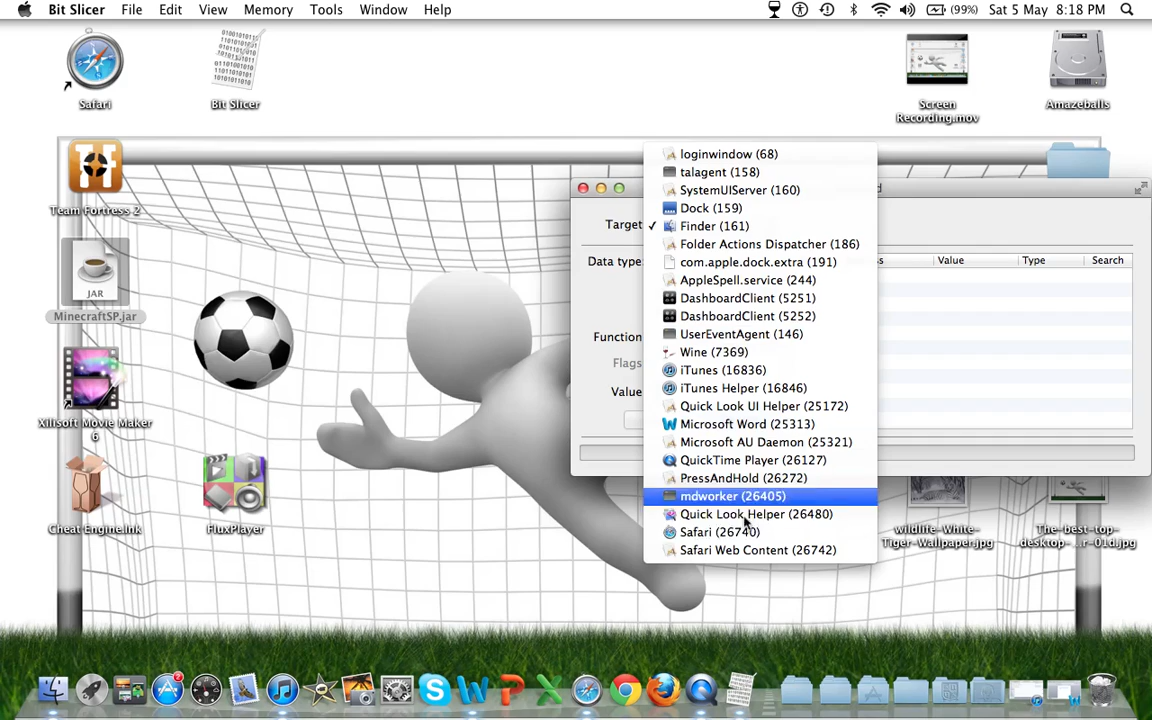 Bit Slicer File Edit View Memory Tools Window Help (99%) Sat 5 May 8:18 PM
Safari
Bit Slicer
Screen
Recording.mov
Amazeballs
Team Fortress 2
JAR
MinecraftSP.jar
Xilisoft Movie Maker
6
Cheat Engine.lnk
FluxPlayer
Target
Data type
Function
Flags
Value
loginwindow (68)
talagent (158)
SystemUIServer (160)
Dock (159)
✓ Finder (161)
Folder Actions Dispatcher (186)
com.apple.dock.extra (191)
AppleSpell.service (244)
DashboardClient (5251)
DashboardClient (5252)
UserEventAgent (146)
Wine (7369)
iTunes (16836)
iTunes Helper (16846)
Quick Look UI Helper (25172)
Microsoft Word (25313)
Microsoft AU Daemon (25321)
QuickTime Player (26127)
PressAndHold (26272)
mdworker (26405)
Quick Look Helper (26480)
Safari (26740)
Safari Web Content (26742)
Value Type Search
wildlife-White-
Tiger-Wallpaper.jpg
The-best-top-
desktop-...r-01d.jpg
2